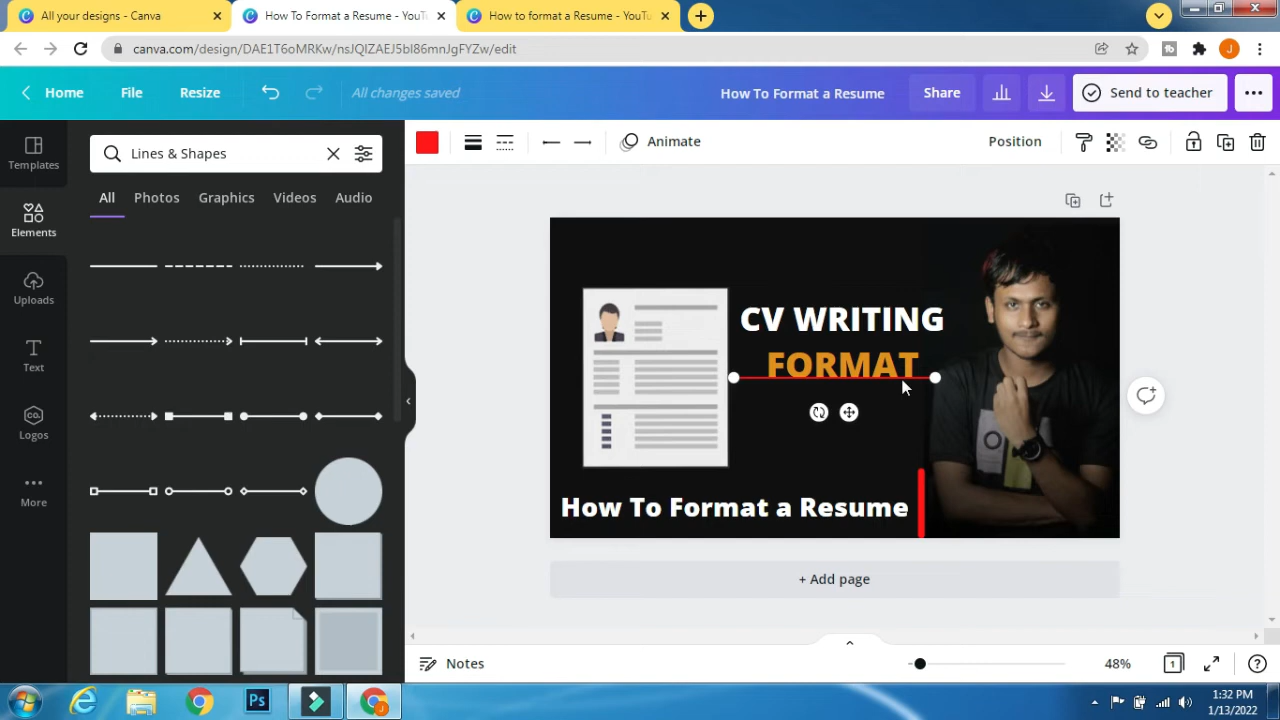 All your designs - Canva
How To Format a Resume - YouTu
How to format a Resume - YouTu
canva.com/design/DAE1T6oMRKw/nsJQIZAEJ5bl86mnJgFYZw/edit
J
Home
File
Resize
All changes saved
How To Format a Resume
Share
Send to teacher
Templates
Elements
Uploads
Text
Logos
More
Lines & Shapes
All
Photos
Graphics
Videos
Audio
Animate
Position
CV WRITING
FORMAT
How To Format a Resume
+ Add page
Notes
48%
1
Ps
1:32 PM
1/13/2022